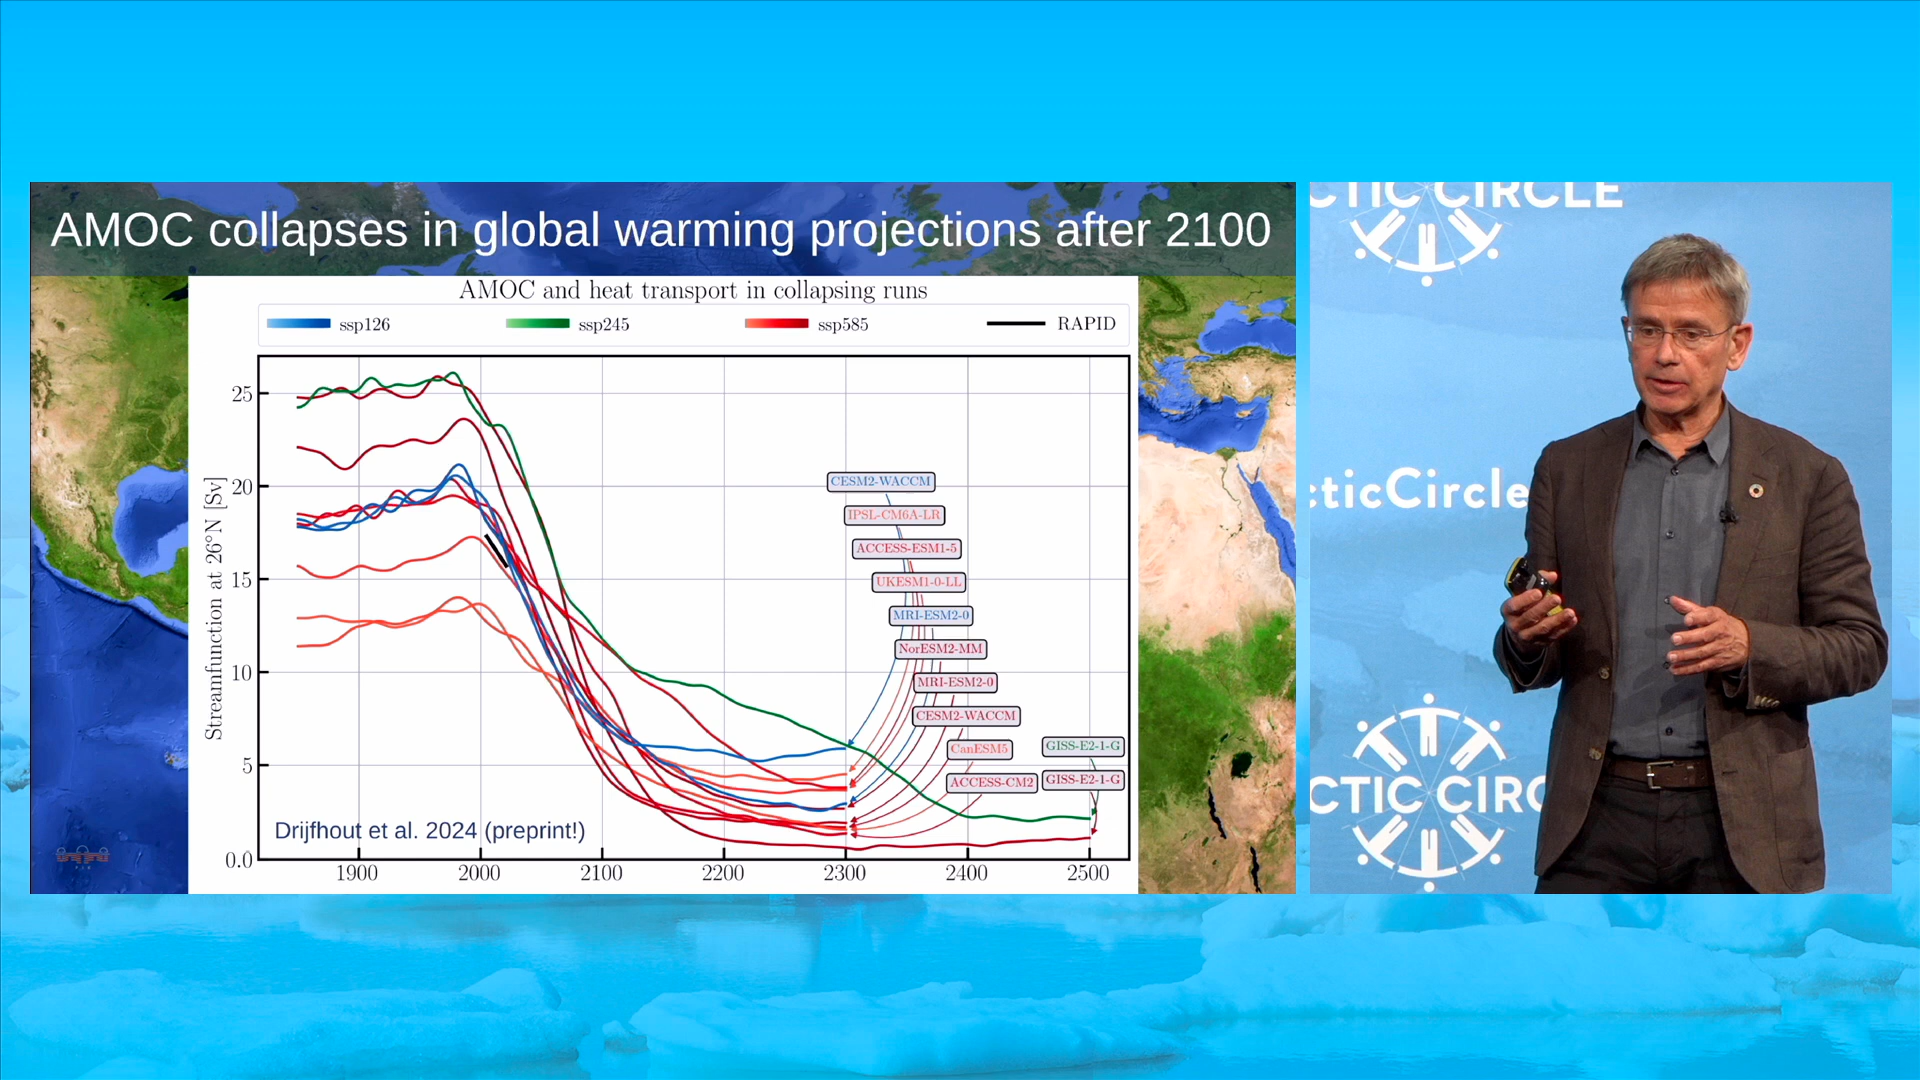 AMOC collapses in global warming projections after 2100
AMOC and heat transport in collapsing runs
ssp126
ssp245
ssp585
RAPID
Streamfunction at 26°N [Sv]
25
20
15
10
5
0.0
1900
2000
2100
2200
2300
2400
2500
CESM2-WACCM
IPSL-CM6A-LR
ACCESS-ESM1-5
UKESM1-0-LL
MRI-ESM2-0
NorESM2-MM
MRI-ESM2-0
CESM2-WACCM
CanESM5
ACCESS-CM2
GISS-E2-1-G
GISS-E2-1-G
Drijfhout et al. 2024 (preprint!)
CTIC CIRCLE
cticCircle
CTIC CIRC